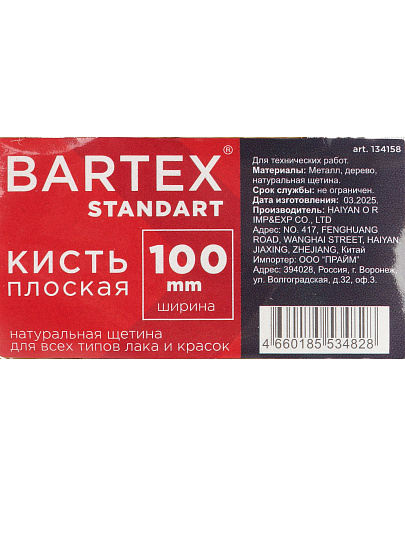 BARTEX®
STANDART
КИСТЬ
ПЛОСКАЯ
100
mm
ширина
натуральная щетина
для всех типов лака и красок
art. 134158
Для технических работ.
Материалы: Металл, дерево,
натуральная щетина.
Срок службы: не ограничен.
Дата изготовления: 03.2025.
Производитель: HAIYAN O R
IMP&EXP CO., LTD
Адрес: NO. 417, FENGHUANG
ROAD, WANGHAI STREET, HAIYAN
JIAXING, ZHEJIANG, Китай
Импортер: ООО "ПРАЙМ"
Адрес: 394028, Россия, г. Воронеж,
ул. Волгоградская, д.32, оф.3.
4 660185 534828